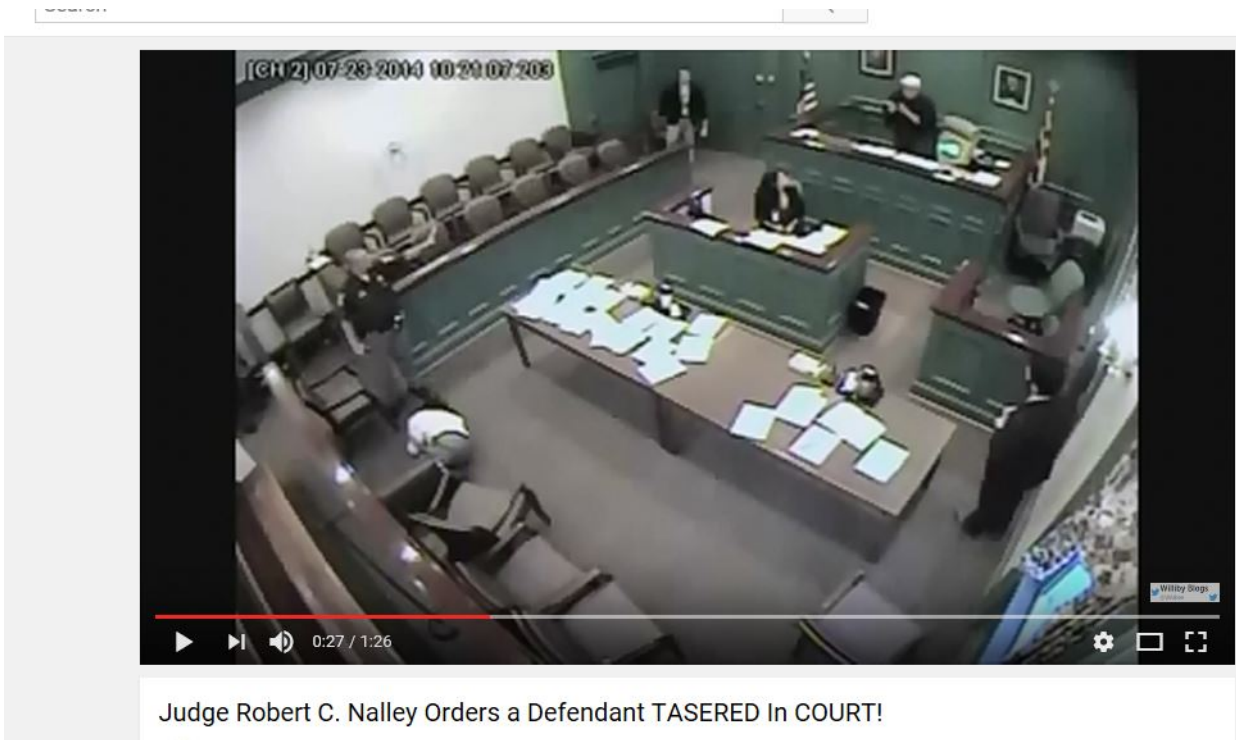 Search
[CH 2] 07-23-2014 10:21:07:203
Williby Blogs
0:27 / 1:26
Judge Robert C. Nalley Orders a Defendant TASERED In COURT!